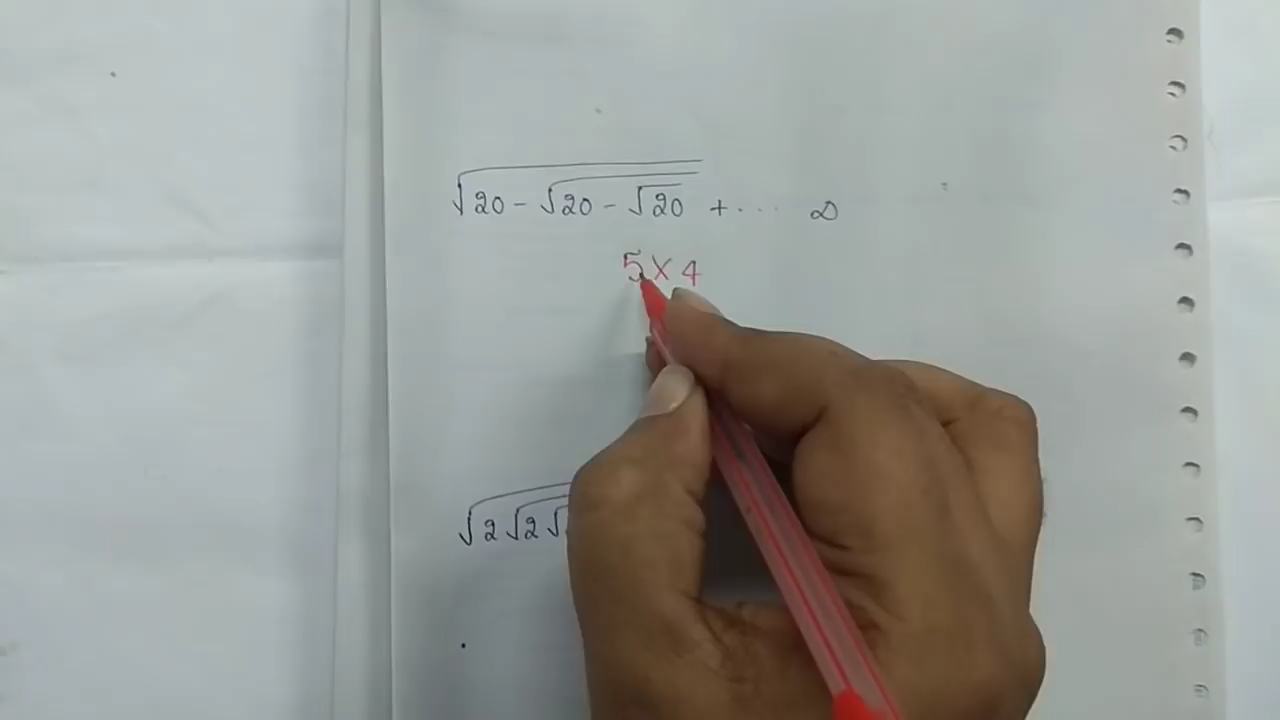 √20 - √20 - √20 + ... ∞
5 × 4
√2 √2 √